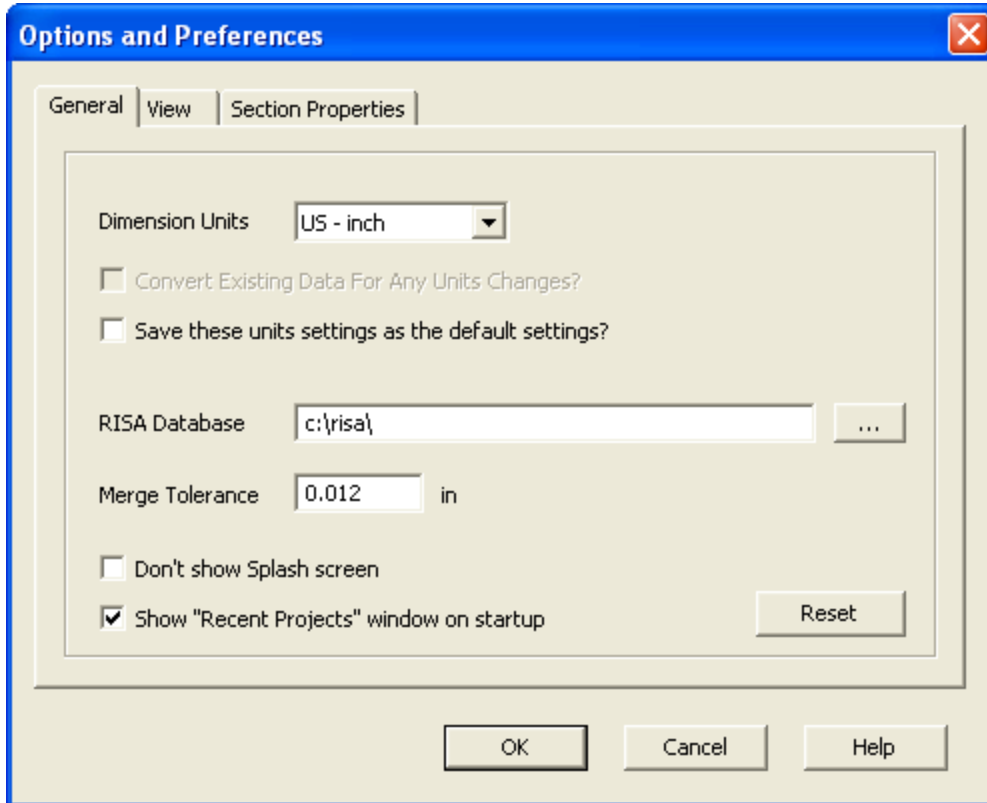 Options and Preferences
General View Section Properties
Dimension Units US - inch
Convert Existing Data For Any Units Changes?
Save these units settings as the default settings?
RISA Database c:\risa\ ...
Merge Tolerance 0.012 in
Don't show Splash screen
Show "Recent Projects" window on startup
Reset
OK Cancel Help